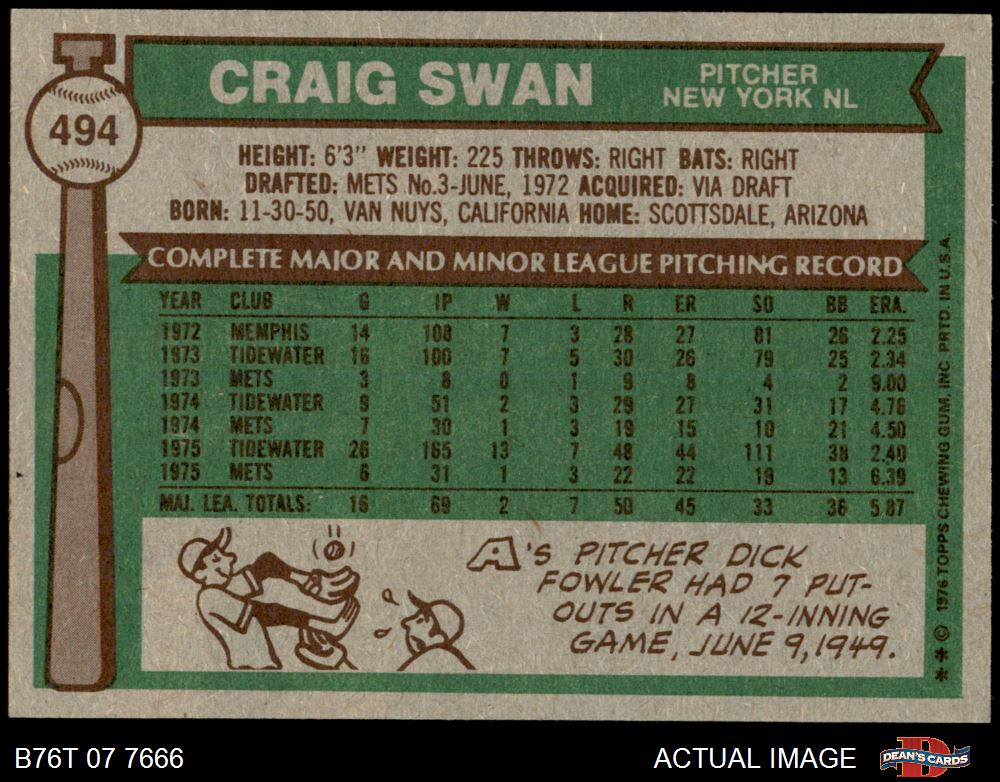 494
CRAIG SWAN
PITCHER
NEW YORK NL
HEIGHT: 6'3" WEIGHT: 225 THROWS: RIGHT BATS: RIGHT
DRAFTED: METS No.3-JUNE, 1972 ACQUIRED: VIA DRAFT
BORN: 11-30-50, VAN NUYS, CALIFORNIA HOME: SCOTTSDALE, ARIZONA
COMPLETE MAJOR AND MINOR LEAGUE PITCHING RECORD
YEAR CLUB G IP W L R ER SO BB ERA.
1972 MEMPHIS 14 108 7 3 28 27 81 26 2.25
1973 TIDEWATER 16 100 7 5 30 26 79 25 2.34
1973 METS 3 8 0 1 9 8 4 2 9.00
1974 TIDEWATER 9 51 2 3 29 27 31 17 4.76
1974 METS 7 30 1 3 19 15 10 21 4.50
1975 TIDEWATER 26 165 13 7 48 44 111 38 2.40
1975 METS 6 31 1 3 22 22 19 13 6.39
MAJ. LEA. TOTALS: 16 69 2 7 50 45 33 36 5.87
A'S PITCHER DICK
FOWLER HAD 7 PUT-
OUTS IN A 12-INNING
GAME, JUNE 9, 1949.
** © 1976 TOPPS CHEWING GUM, INC. PRTD. IN U.S.A.
B76T 07 7666
ACTUAL IMAGE
D
DEAN'S CARDS